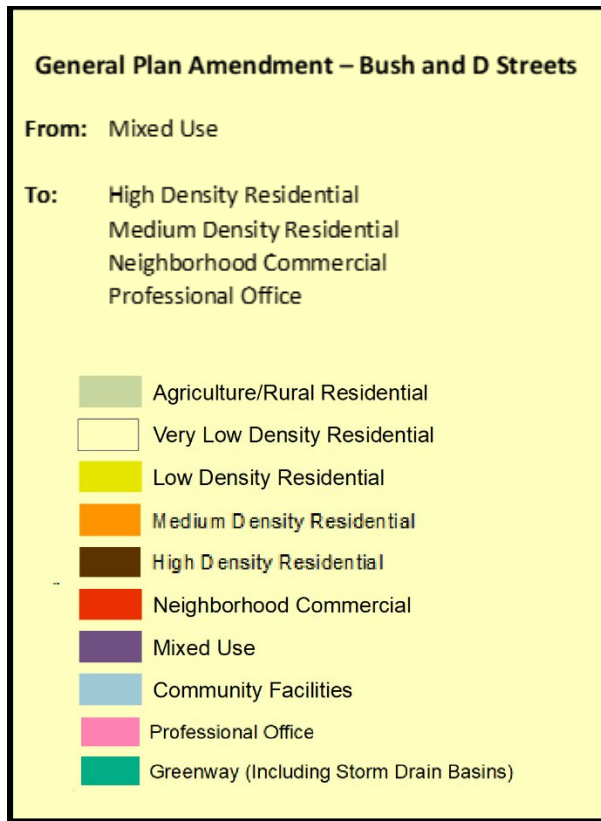 General Plan Amendment – Bush and D Streets
From: Mixed Use
To: High Density Residential
Medium Density Residential
Neighborhood Commercial
Professional Office
Agriculture/Rural Residential
Very Low Density Residential
Low Density Residential
Medium Density Residential
High Density Residential
Neighborhood Commercial
Mixed Use
Community Facilities
Professional Office
Greenway (Including Storm Drain Basins)